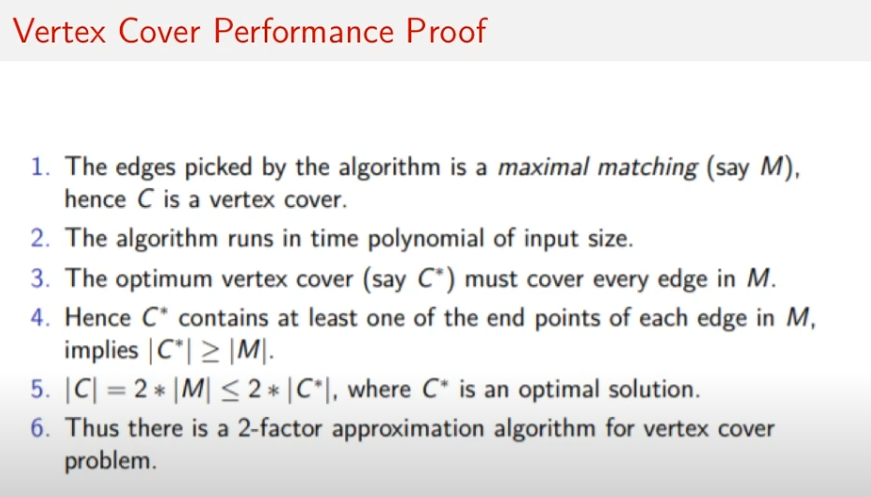 Vertex Cover Performance Proof
1. The edges picked by the algorithm is a maximal matching (say M),
hence C is a vertex cover.
2. The algorithm runs in time polynomial of input size.
3. The optimum vertex cover (say C*) must cover every edge in M.
4. Hence C* contains at least one of the end points of each edge in M,
implies |C*| ≥ |M|.
5. |C| = 2 * |M| ≤ 2 * |C*|, where C* is an optimal solution.
6. Thus there is a 2-factor approximation algorithm for vertex cover
problem.